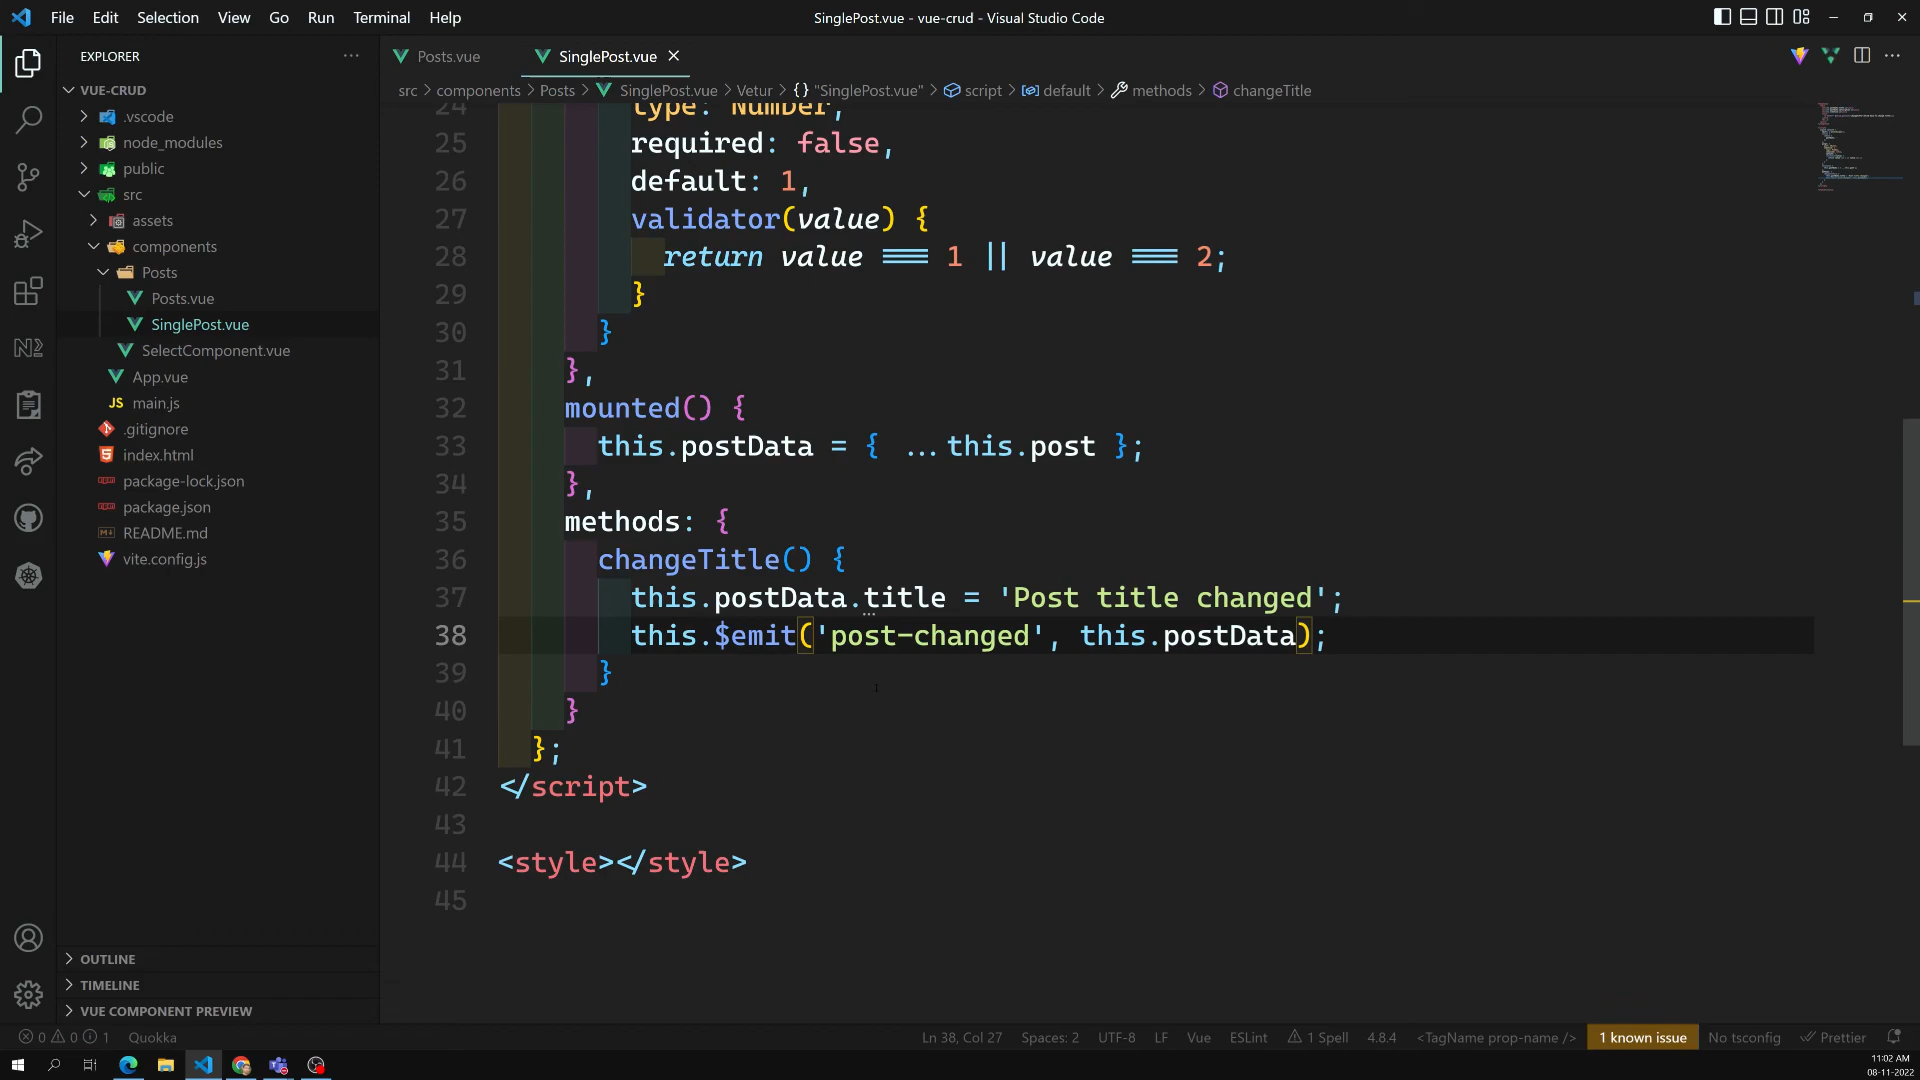 File Edit Selection View Go Run Terminal Help
SinglePost.vue - vue-crud - Visual Studio Code
EXPLORER
VUE-CRUD
.vscode
node_modules
public
src
assets
components
Posts
Posts.vue
SinglePost.vue
SelectComponent.vue
App.vue
JS main.js
.gitignore
index.html
package-lock.json
package.json
README.md
vite.config.js
OUTLINE
TIMELINE
VUE COMPONENT PREVIEW
Posts.vue
SinglePost.vue
src > components > Posts > SinglePost.vue > Vetur > {} "SinglePost.vue" > script > default > methods > changeTitle
24 type: Number,
25 required: false,
26 default: 1,
27 validator(value) {
28 return value === 1 || value === 2;
29 }
30 }
31 },
32 mounted() {
33 this.postData = { ...this.post };
34 },
35 methods: {
36 changeTitle() {
37 this.postData.title = 'Post title changed';
38 this.$emit('post-changed', this.postData);
39 }
40 }
41 };
42 </script>
43
44 <style></style>
45
0 0 1 Quokka
Ln 38, Col 27 Spaces: 2 UTF-8 LF Vue ESLint 1 Spell 4.8.4 <TagName prop-name /> 1 known issue No tsconfig Prettier
11:02 AM
08-11-2022